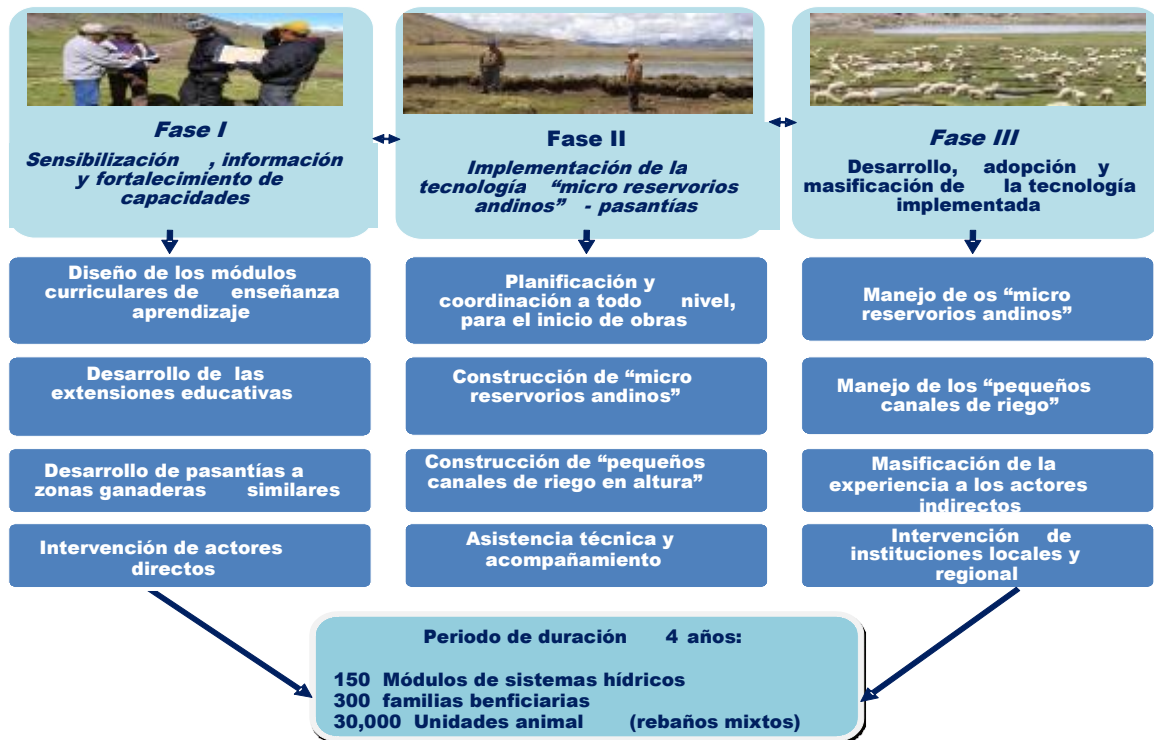 Fase I
Sensibilización , información
y fortalecimiento de
capacidades
Diseño de los módulos
curriculares de enseñanza
aprendizaje
Desarrollo de las
extensiones educativas
Desarrollo de pasantías a
zonas ganaderas similares
Intervención de actores
directos
Fase II
Implementación de la
tecnología “micro reservorios
andinos” - pasantías
Planificación y
coordinación a todo nivel,
para el inicio de obras
Construcción de “micro
reservorios andinos”
Construcción de “pequeños
canales de riego en altura”
Asistencia técnica y
acompañamiento
Fase III
Desarrollo, adopción y
masificación de la tecnología
implementada
Manejo de os “micro
reservorios andinos”
Manejo de los “pequeños
canales de riego”
Masificación de la
experiencia a los actores
indirectos
Intervención de
instituciones locales y
regional
Periodo de duración 4 años:
150 Módulos de sistemas hídricos
300 familias benficiarias
30,000 Unidades animal (rebaños mixtos)